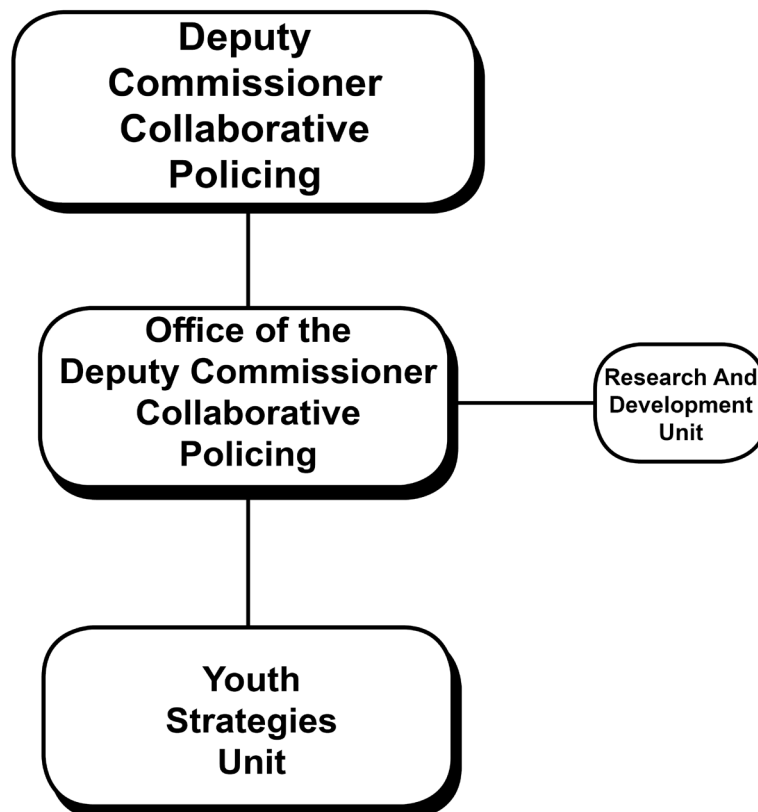 Deputy
Commissioner
Collaborative
Policing
Office of the
Deputy Commissioner
Collaborative
Policing
Research And
Development
Unit
Youth
Strategies
Unit